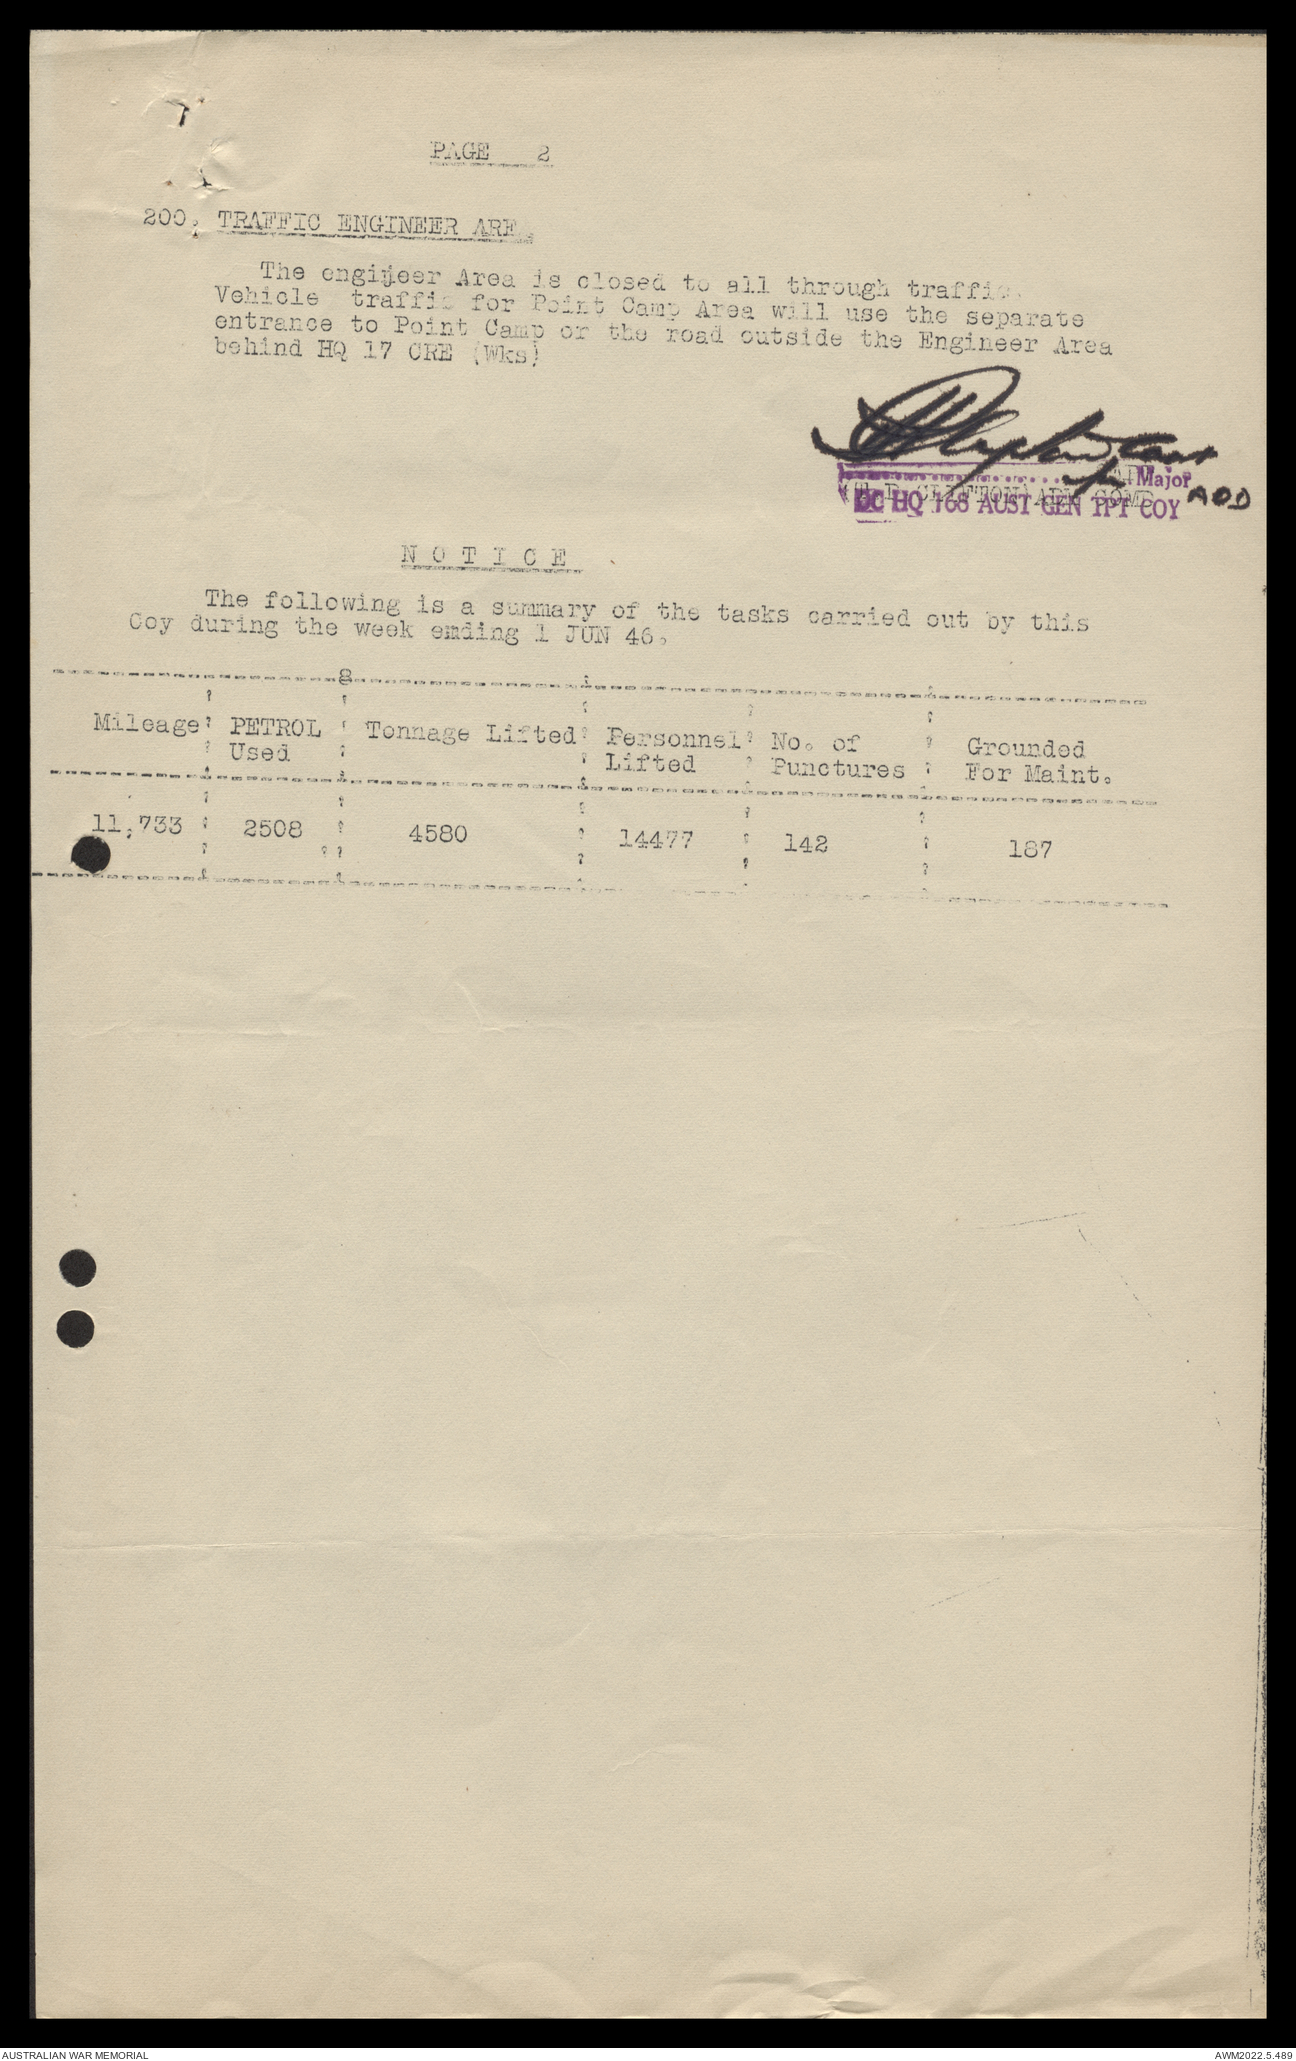 PAGE 2
200. TRAFFIC ENGINEER ARE
The engineer Area is closed to all through traffic.
Vehicle traffic for Point Camp Area will use the separate
entrance to Point Camp or the road outside the Engineer Area
behind HQ 17 CRE (Wks)
Capt
Major
for AOD
OC HQ 168 AUST GEN TPT COY
NOTICE
The following is a summary of the tasks carried out by this
Coy during the week ending 1 JUN 46.
Mileage PETROL Tonnage Lifted Personnel No. of Grounded
Used Lifted Punctures For Maint.
11,733 2508 4580 14477 142 187
AUSTRALIAN WAR MEMORIAL AWM2022.5.489